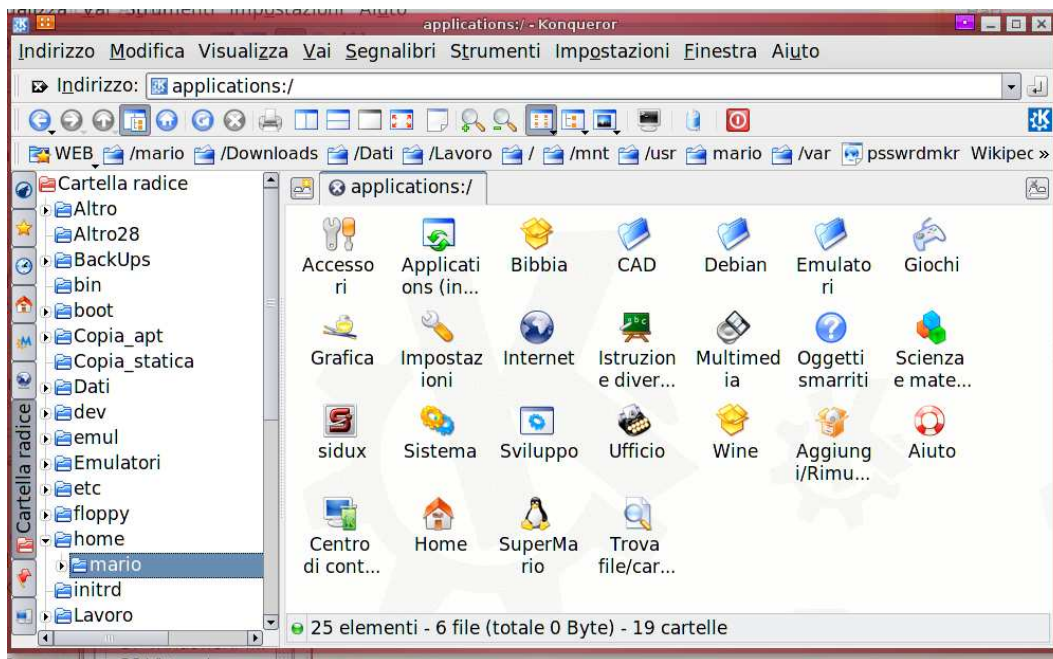 applications:/ - Konqueror
Indirizzo Modifica Visualizza Vai Segnalibri Strumenti Impostazioni Finestra Aiuto
Indirizzo: applications:/
WEB /mario /Downloads /Dati /Lavoro / /mnt /usr mario /var psswrdmkr Wikipec »
Cartella radice
Altro
Altro28
BackUps
bin
boot
Copia_apt
Copia_statica
Dati
dev
emul
Emulatori
etc
floppy
home
mario
initrd
Lavoro
Cartella radice
applications:/
Accesso
ri
Applicati
ons (in...
Bibbia
CAD
Debian
Emulato
ri
Giochi
Grafica
Impostaz
ioni
Internet
Istruzion
e diver...
Multimed
ia
Oggetti
smarriti
Scienza
e mate...
sidux
Sistema
Sviluppo
Ufficio
Wine
Aggiung
i/Rimu...
Aiuto
Centro
di cont...
Home
SuperMa
rio
Trova
file/car...
25 elementi - 6 file (totale 0 Byte) - 19 cartelle